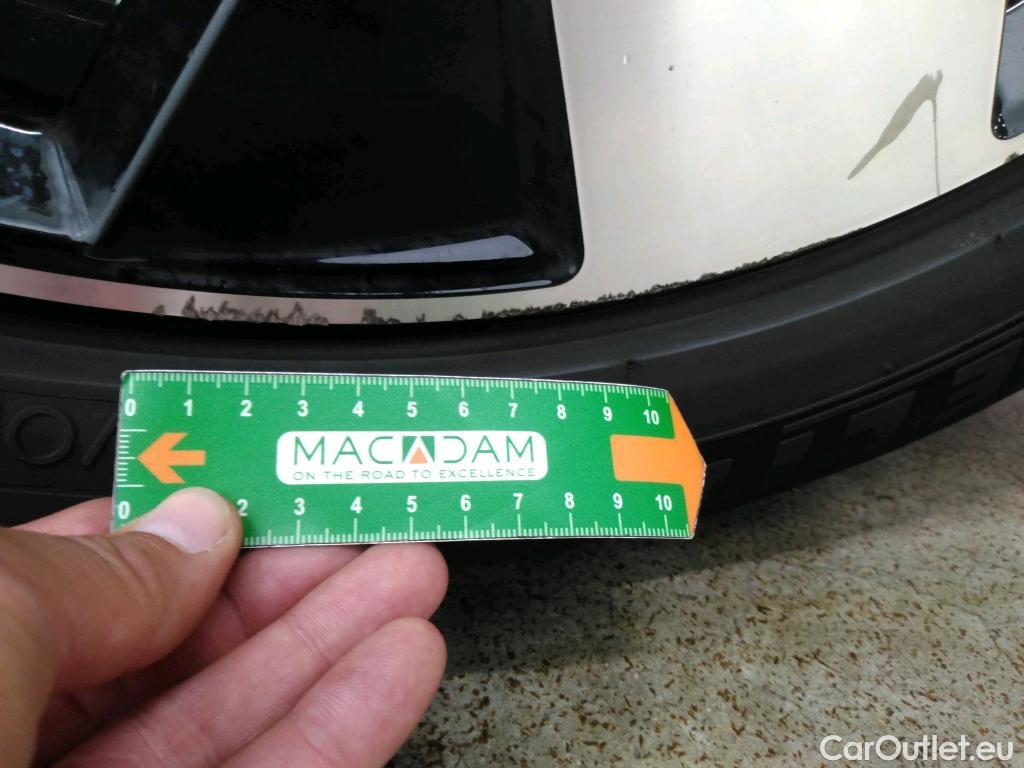 0 1 2 3 4 5 6 7 8 9 10
MACADAM
ON THE ROAD TO EXCELLENCE
0 2 3 4 5 6 7 8 9 10
CarOutlet.eu